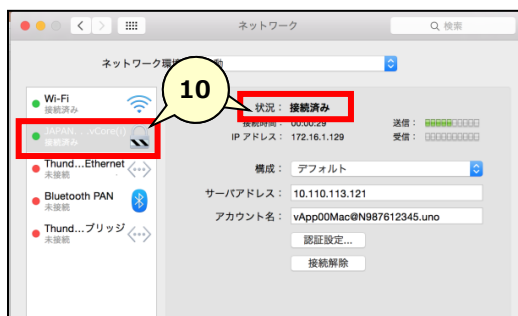 ネットワーク
検索
ネットワーク環
動
10
Wi-Fi
接続済み
状況：接続済み
接続時間：00:00:29
送信：
IP アドレス：172.16.1.129
受信：
JAPAN...vCore(i)
接続済み
Thund...Ethernet
未接続
構成：デフォルト
Bluetooth PAN
未接続
サーバアドレス：10.110.113.121
アカウント名：vApp00Mac@N987612345.uno
Thund...ブリッジ
未接続
認証設定...
接続解除